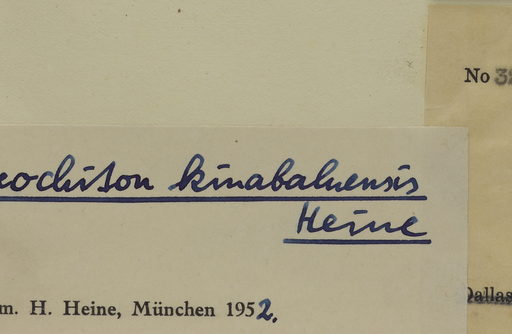 No
eochiton kinabaluensis
Heine
m. H. Heine, München 1952.
Dallas